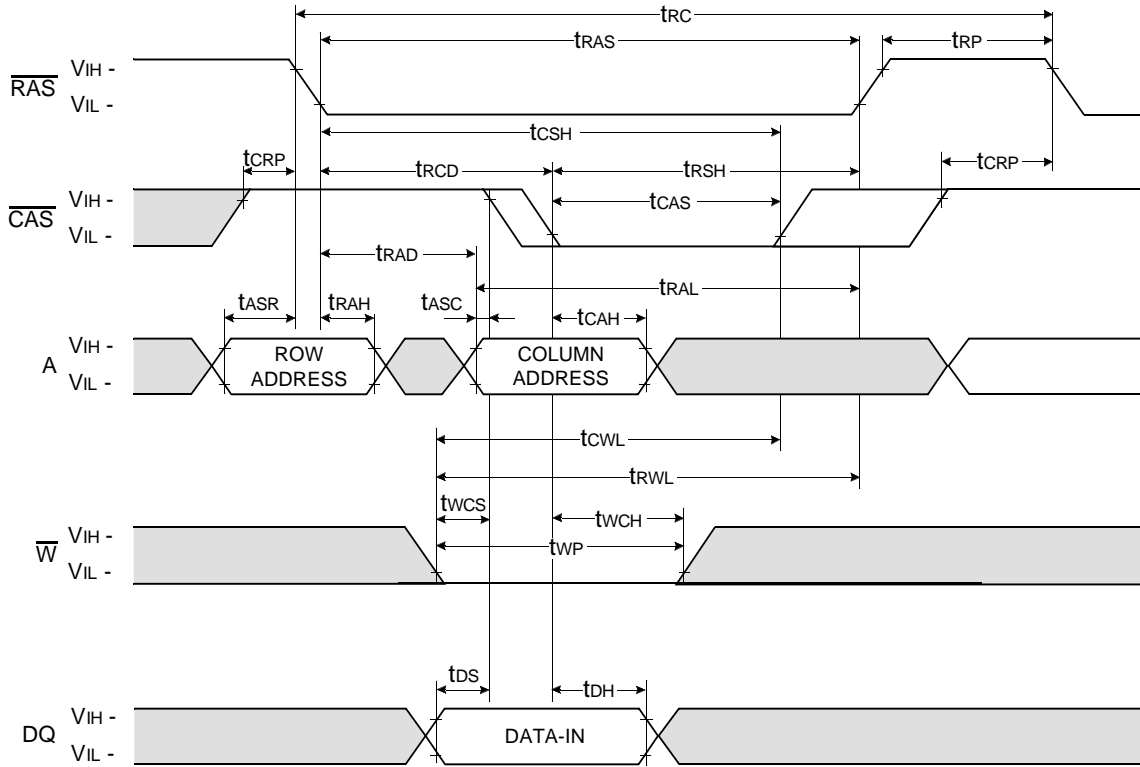 tRC
tRAS
tRP
RAS
VIH -
VIL -
tCSH
tCRP
tRCD
tRSH
tCRP
CAS
VIH -
VIL -
tCAS
tRAD
tRAL
tASR
tRAH
tASC
tCAH
A
VIH -
VIL -
ROW
ADDRESS
COLUMN
ADDRESS
tCWL
tRWL
tWCS
tWCH
W
VIH -
VIL -
tWP
tDS
tDH
DQ
VIH -
VIL -
DATA-IN